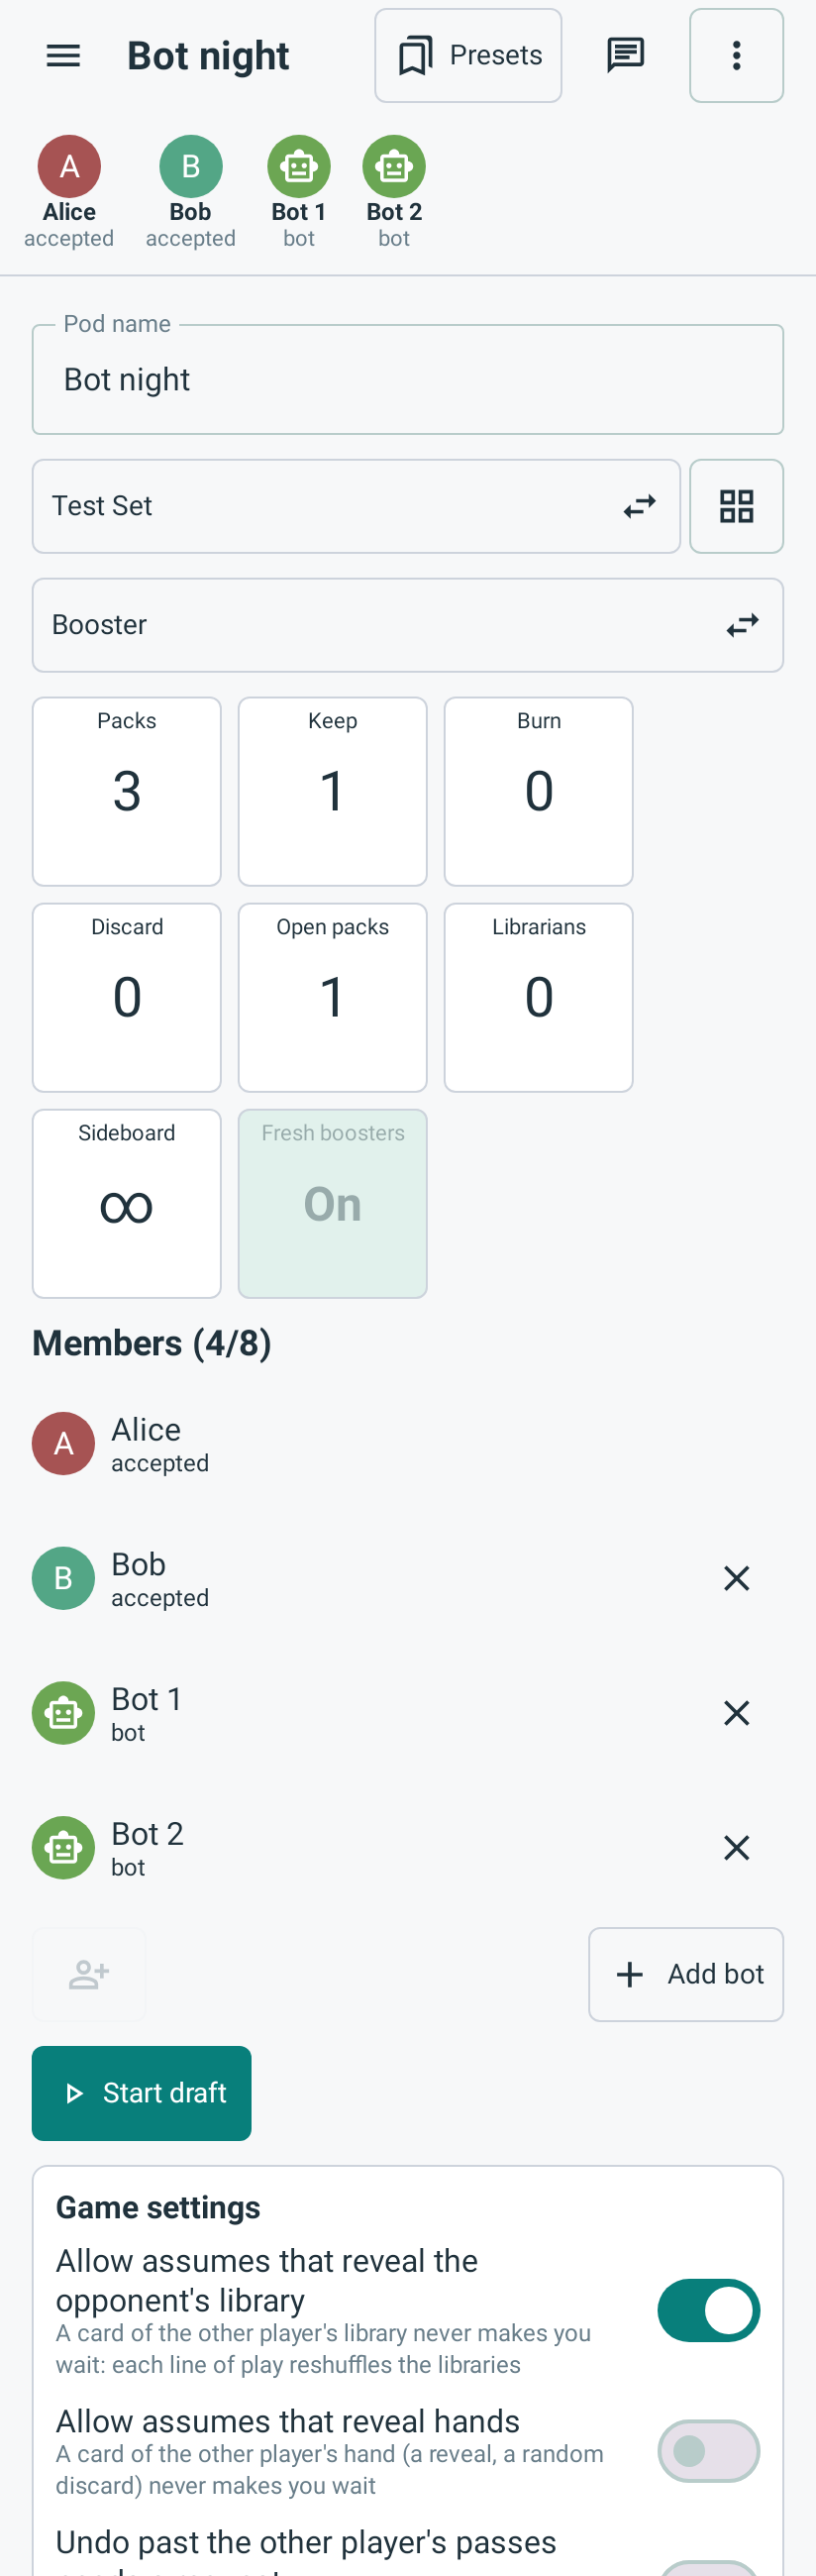 Bot night
Presets
A
B
Alice
Bob
Bot 1
Bot 2
accepted
accepted
bot
bot
Pod name
Bot night
Test Set
Booster
Packs
Keep
Burn
3
1
0
Discard
Open packs
Librarians
0
1
0
Sideboard
Fresh boosters
∞
On
Members (4/8)
A
Alice
accepted
B
Bob
accepted
Bot 1
bot
Bot 2
bot
Add bot
Start draft
Game settings
Allow assumes that reveal the
opponent's library
A card of the other player's library never makes you
wait: each line of play reshuffles the libraries
Allow assumes that reveal hands
A card of the other player's hand (a reveal, a random
discard) never makes you wait
Undo past the other player's passes